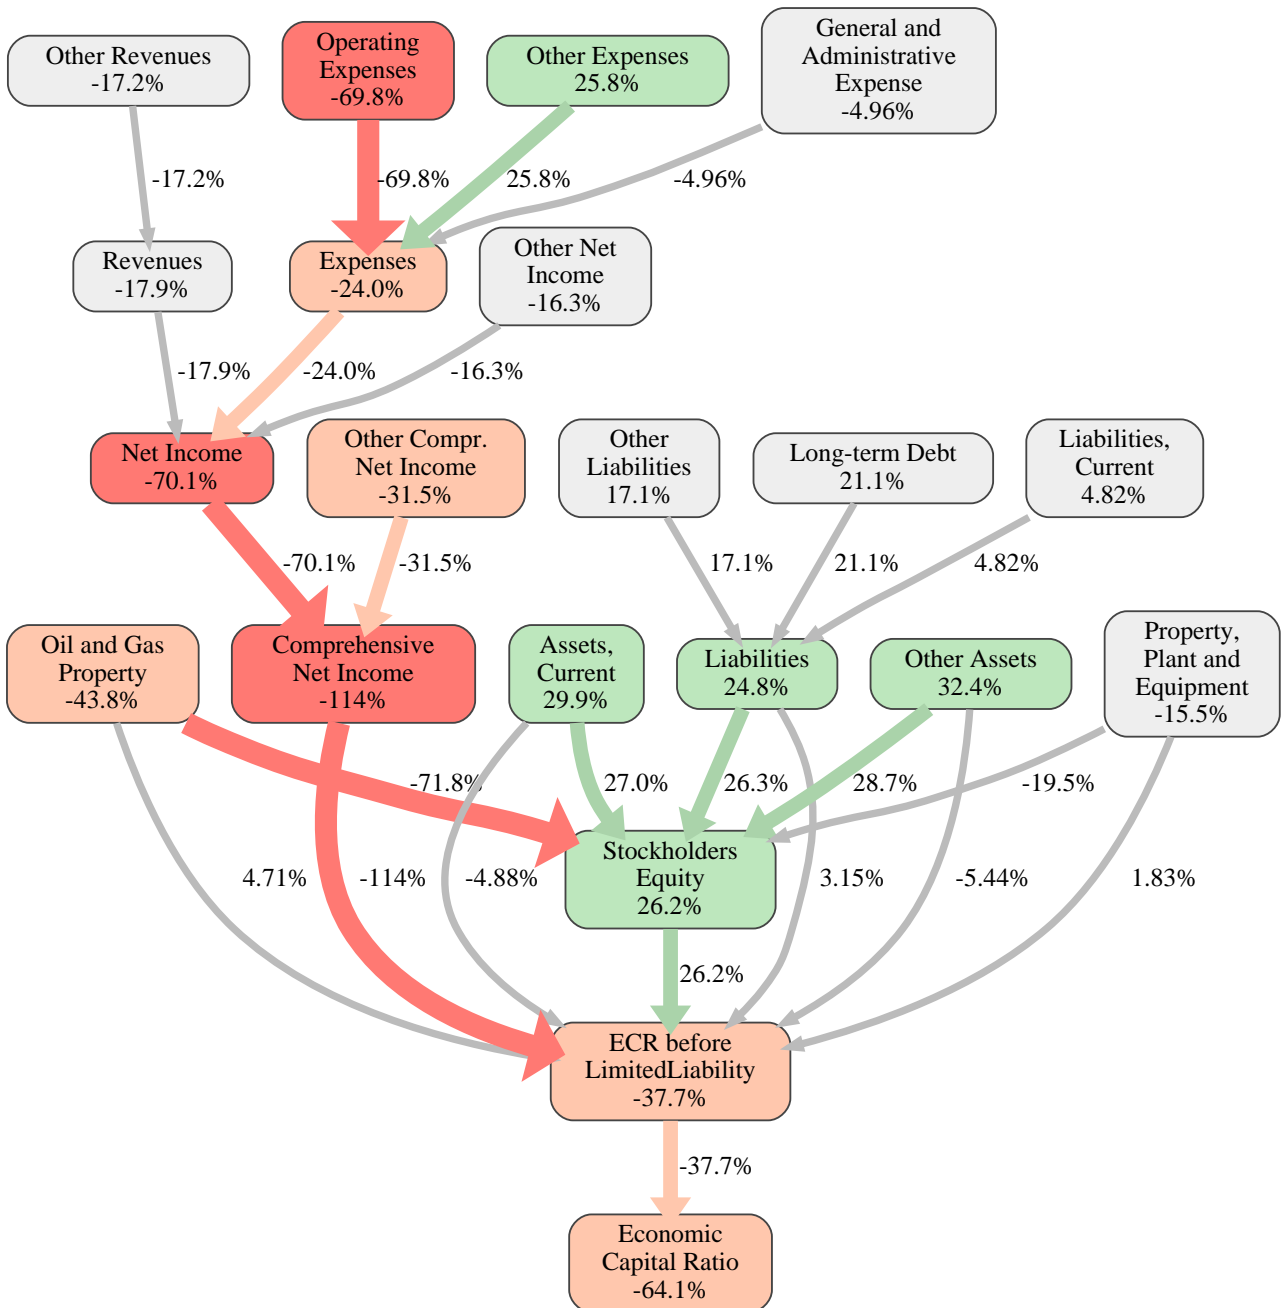 Other Revenues
-17.2%
Operating
Expenses
-69.8%
Other Expenses
25.8%
General and
Administrative
Expense
-4.96%
-17.2%
-69.8%
25.8%
-4.96%
Revenues
-17.9%
Expenses
-24.0%
Other Net
Income
-16.3%
-17.9%
-24.0%
-16.3%
Net Income
-70.1%
Other Compr.
Net Income
-31.5%
Other
Liabilities
17.1%
Long-term Debt
21.1%
Liabilities,
Current
4.82%
-70.1%
-31.5%
17.1%
21.1%
4.82%
Oil and Gas
Property
-43.8%
Comprehensive
Net Income
-114%
Assets,
Current
29.9%
Liabilities
24.8%
Other Assets
32.4%
Property,
Plant and
Equipment
-15.5%
-71.8%
27.0%
26.3%
28.7%
-19.5%
Stockholders
Equity
26.2%
4.71%
-114%
-4.88%
3.15%
-5.44%
1.83%
26.2%
ECR before
LimitedLiability
-37.7%
-37.7%
Economic
Capital Ratio
-64.1%